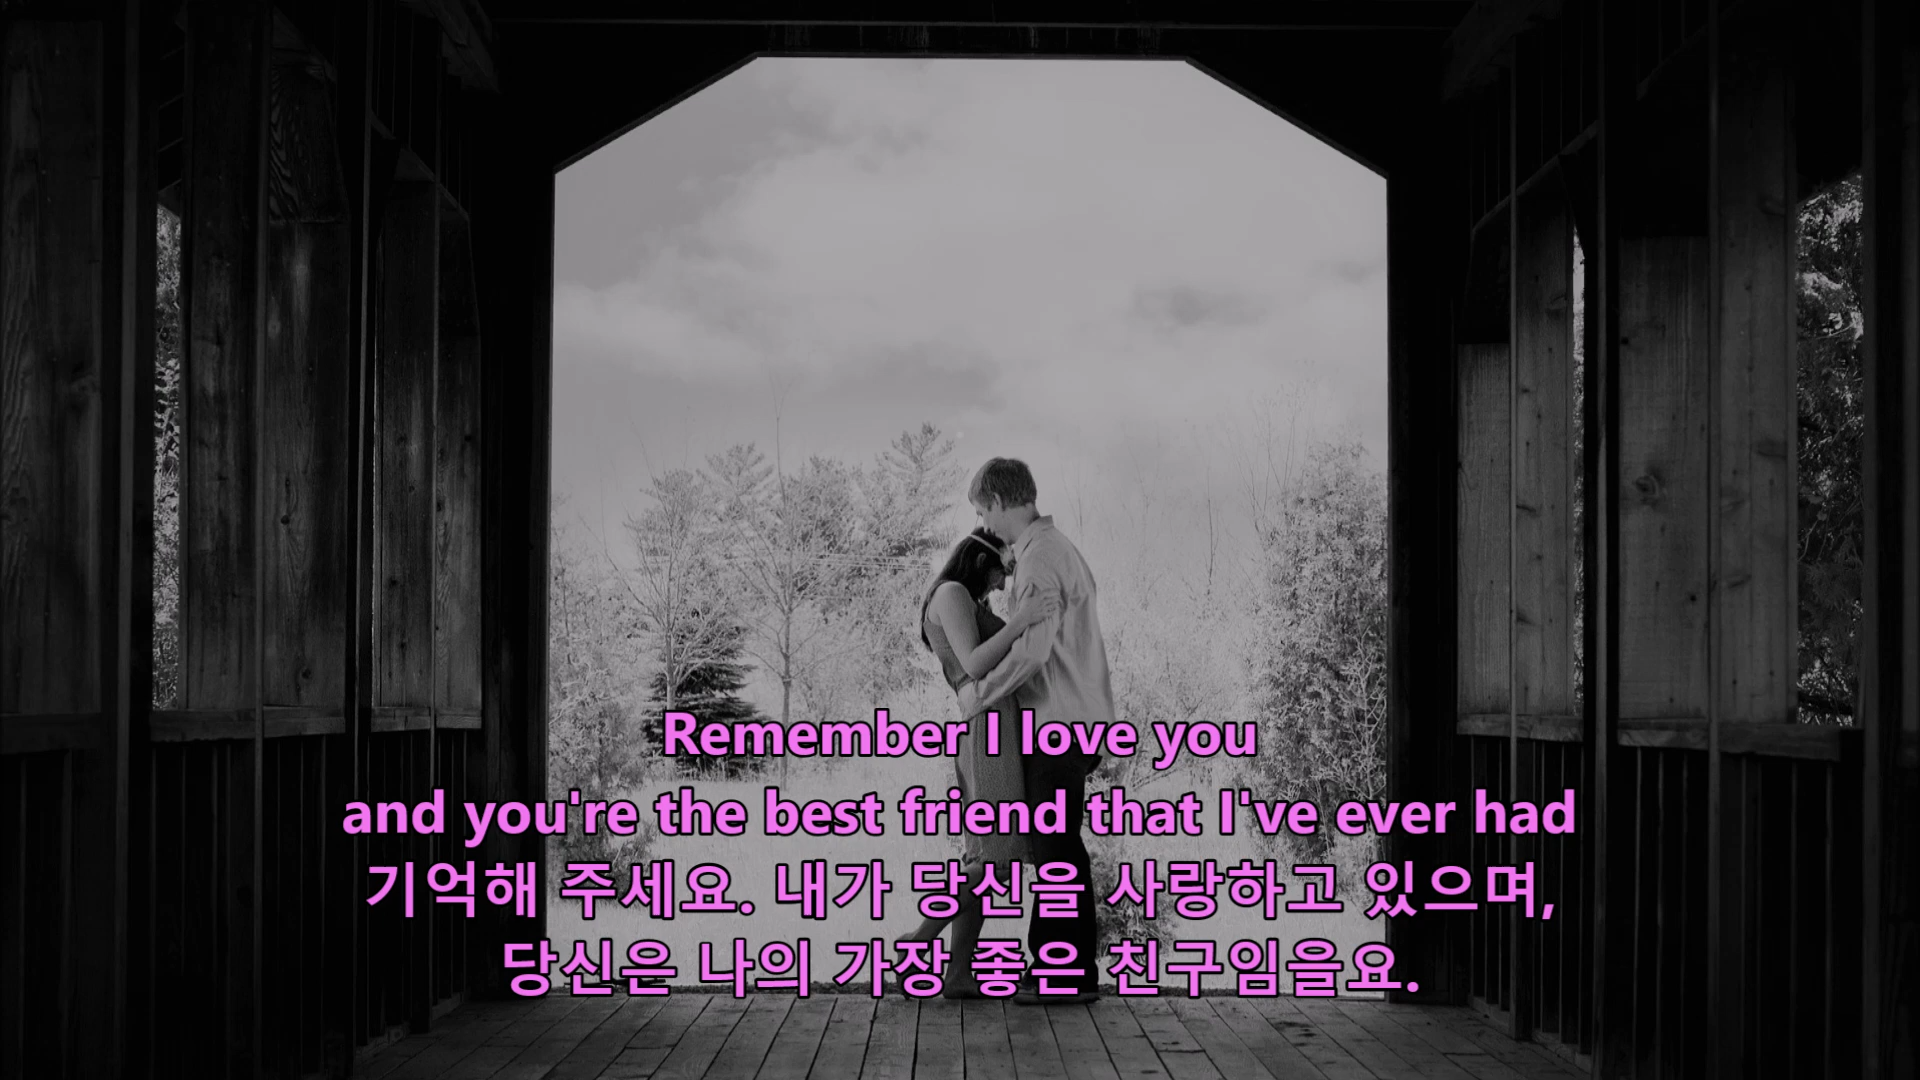 Remember I love you
and you're the best friend that I've ever had
기억해 주세요. 내가 당신을 사랑하고 있으며,
당신은 나의 가장 좋은 친구임을요.